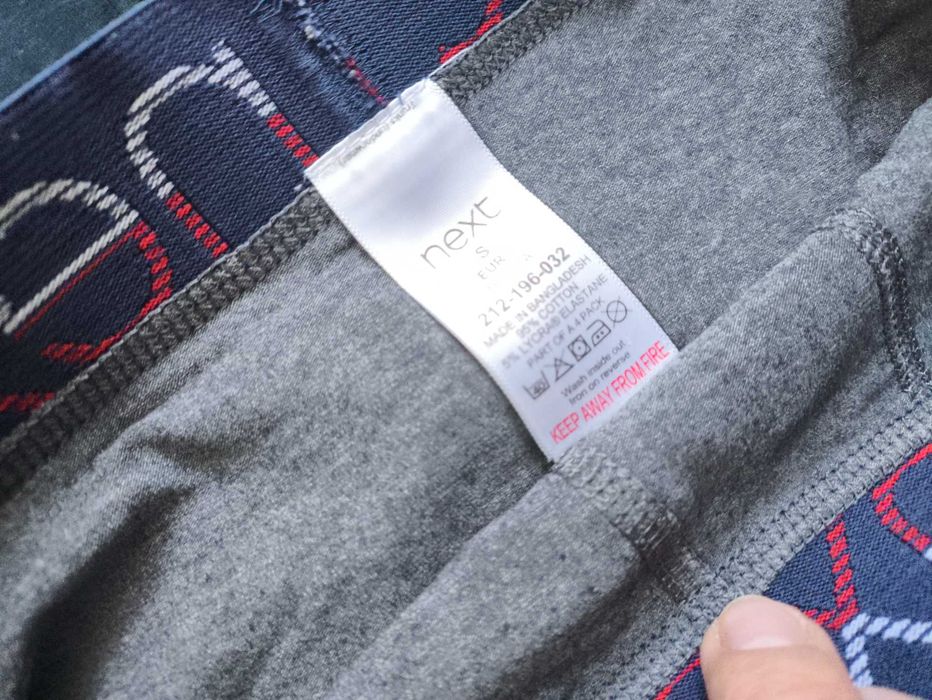 next
S
EUR
212-196-032
MADE IN BANGLADESH
95% COTTON
5% LYCRA® ELASTANE
PART OF A 4 PACK
Wash inside out
Iron on reverse
KEEP AWAY FROM FIRE